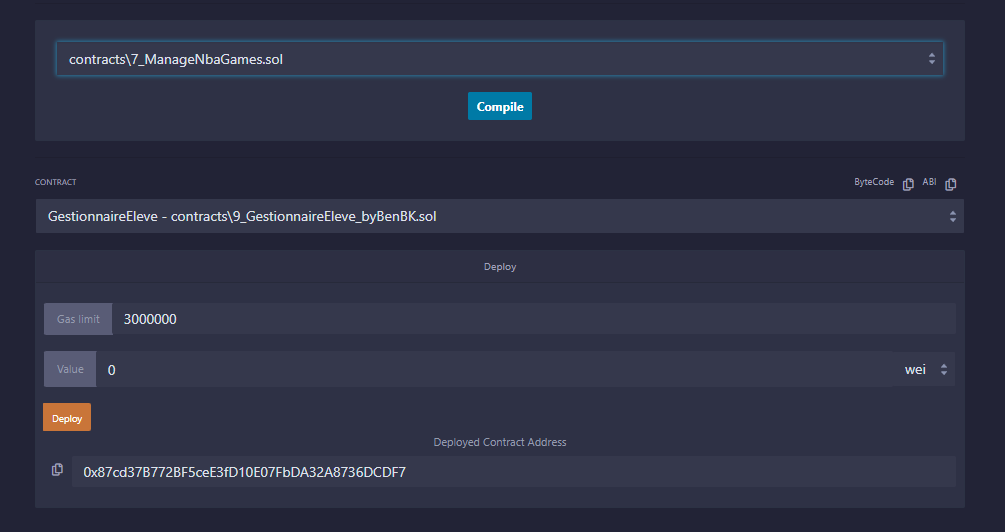 contracts\7_ManageNbaGames.sol
Compile
CONTRACT ByteCode ABI
GestionnaireEleve - contracts\9_GestionnaireEleve_byBenBK.sol
Deploy
Gas limit 3000000
Value 0 wei
Deploy
Deployed Contract Address
0x87cd37B772BF5ceE3fD10E07FbDA32A8736DCDF7